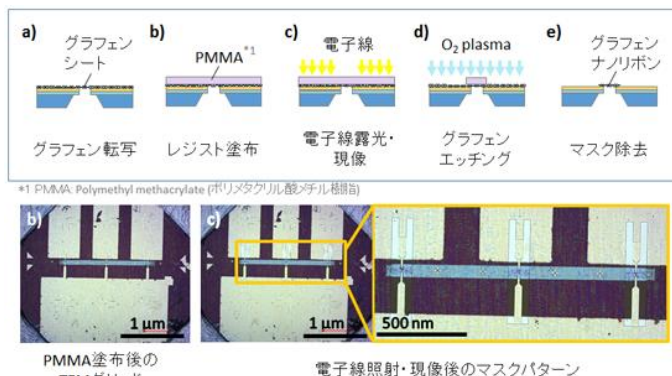 a)
グラフェン
シート
グラフェン転写
b)
PMMA*1
レジスト塗布
c)
電子線
電子線露光・
現像
d)
O2 plasma
グラフェン
エッチング
e)
グラフェン
ナノリボン
マスク除去
*1 PMMA: Polymethyl methacrylate (ポリメタクリル酸メチル樹脂)
b)
1 μm
c)
1 μm
500 nm
PMMA塗布後の
電子線照射・現像後のマスクパターン